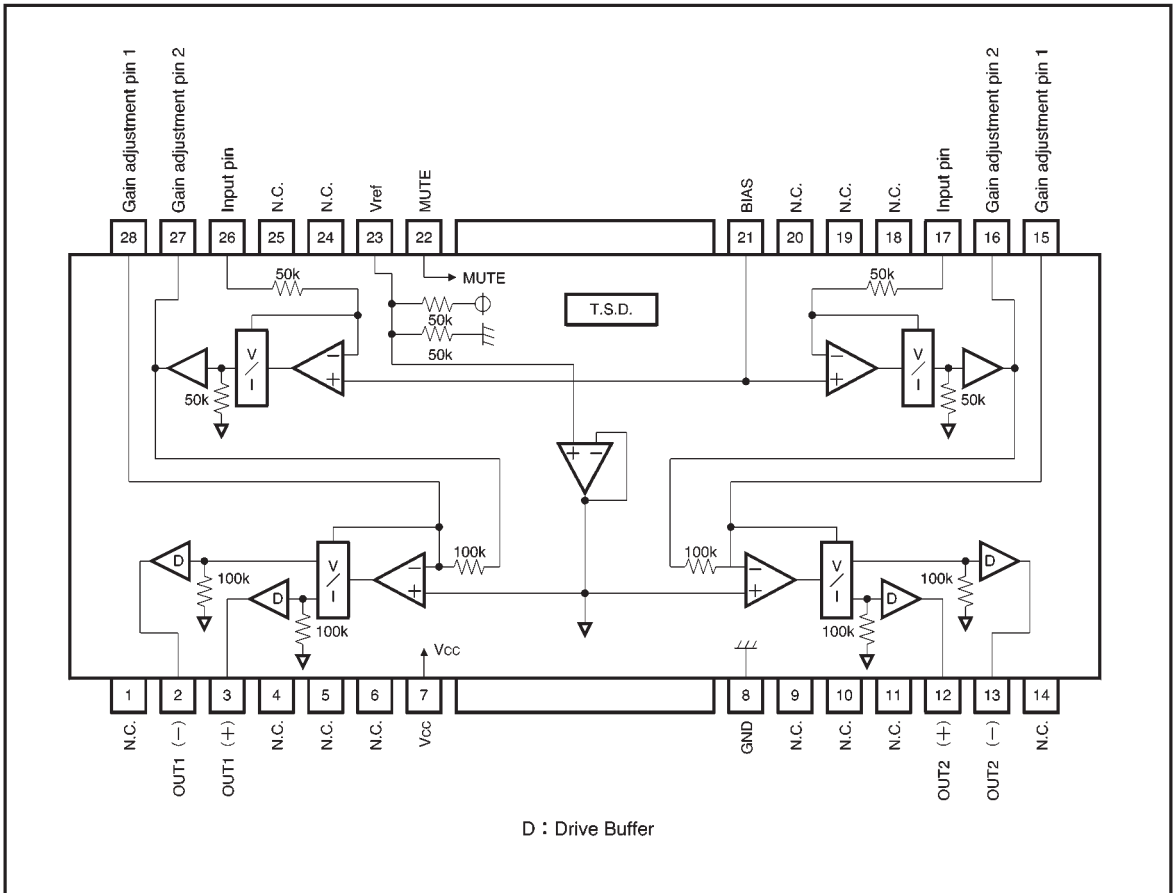 Gain adjustment pin 1
Gain adjustment pin 2
Input pin
N.C.
N.C.
Vref
MUTE
BIAS
N.C.
N.C.
N.C.
Input pin
Gain adjustment pin 2
Gain adjustment pin 1
28
27
26
25
24
23
22
21
20
19
18
17
16
15
50k
MUTE
50k
50k
T.S.D.
50k
V / I
− +
50k
− +
V / I
50k
+ −
100k
− +
V / I
D
100k
D
100k
100k
− +
V / I
D
100k
D
100k
Vcc
1
2
3
4
5
6
7
8
9
10
11
12
13
14
N.C.
OUT1 (−)
OUT1 (+)
N.C.
N.C.
N.C.
Vcc
GND
N.C.
N.C.
N.C.
OUT2 (+)
OUT2 (−)
N.C.
D : Drive Buffer